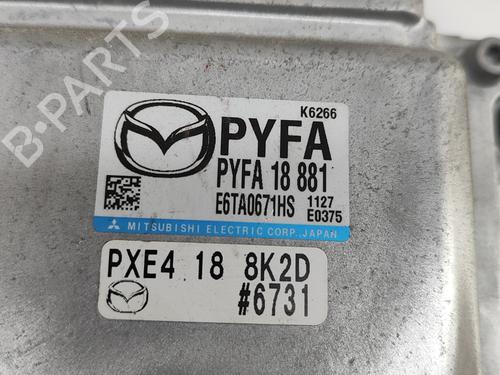 B-PARTS
K6266
PYFA
PYFA 18 881
E6TA0671HS 1127
E0375
MITSUBISHI ELECTRIC CORP. JAPAN
PXE4 18 8K2D
#6731